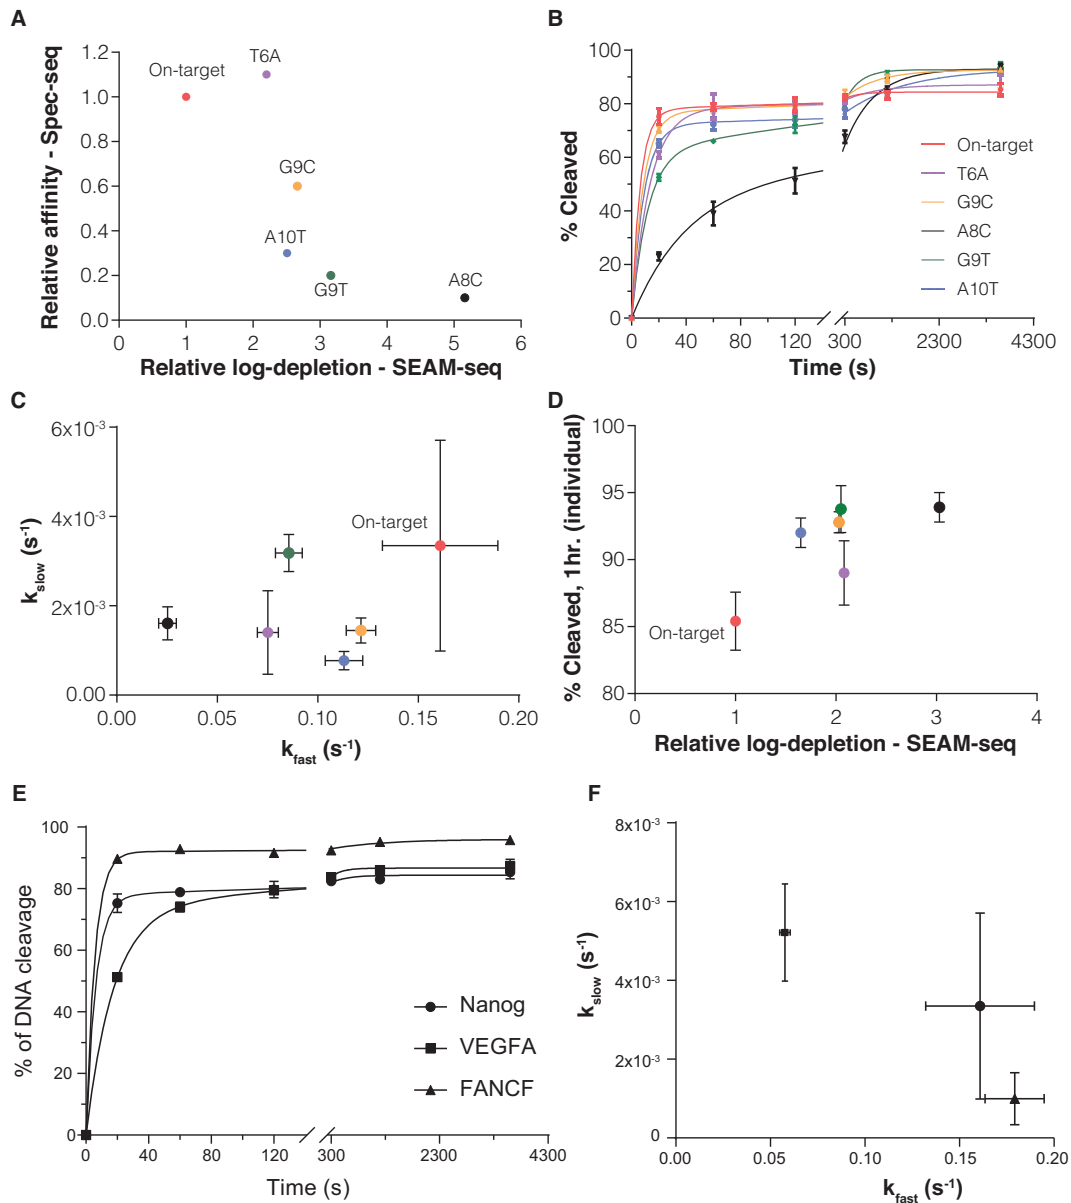 A
Relative affinity - Spec-seq
1.2
1.0
0.8
0.6
0.4
0.2
0.0
On-target
T6A
G9C
A10T
G9T
A8C
0 1 2 3 4 5 6
Relative log-depletion - SEAM-seq
B
% Cleaved
100
80
60
40
20
0
On-target
T6A
G9C
A8C
G9T
A10T
0 40 80 120 300 2300 4300
Time (s)
C
k_slow (s⁻¹)
6x10⁻³
4x10⁻³
2x10⁻³
0.00
On-target
0.00 0.05 0.10 0.15 0.20
k_fast (s⁻¹)
D
% Cleaved, 1hr. (individual)
100
95
90
85
80
On-target
0 1 2 3 4
Relative log-depletion - SEAM-seq
E
% of DNA cleavage
100
80
60
40
20
0
Nanog
VEGFA
FANCF
0 40 80 120 300 2300 4300
Time (s)
F
k_slow (s⁻¹)
8x10⁻³
6x10⁻³
4x10⁻³
2x10⁻³
0
0.00 0.05 0.10 0.15 0.20
k_fast (s⁻¹)